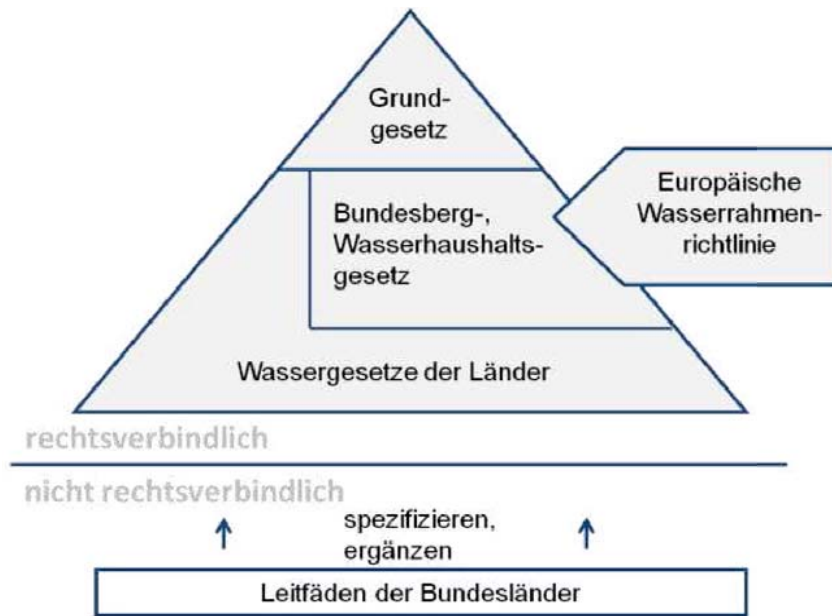 Grund-
gesetz
Bundesberg-,
Wasserhaushalts-
gesetz
Europäische
Wasserrahmen-
richtlinie
Wassergesetze der Länder
rechtsverbindlich
nicht rechtsverbindlich
spezifizieren,
ergänzen
Leitfäden der Bundesländer